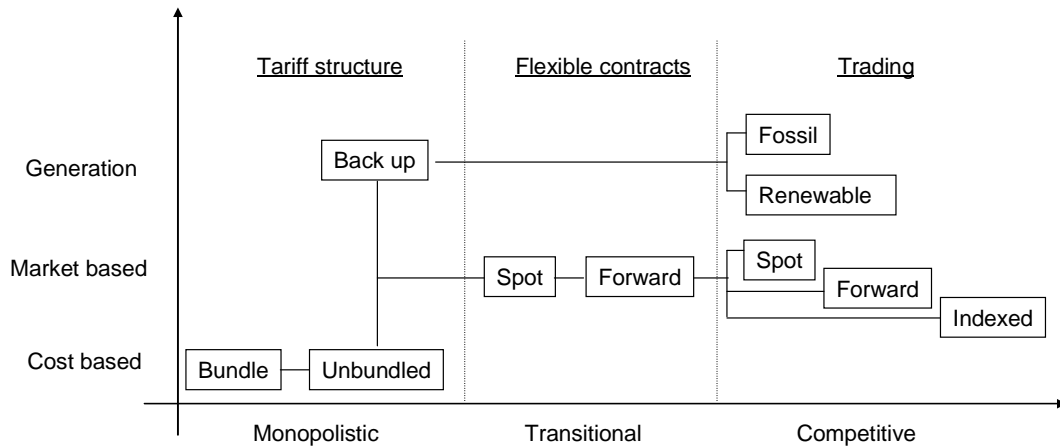 Tariff structure Flexible contracts Trading
Fossil
Back up
Generation
Renewable
Market based
Spot
Spot Forward
Forward
Indexed
Cost based
Bundle Unbundled
Monopolistic Transitional Competitive